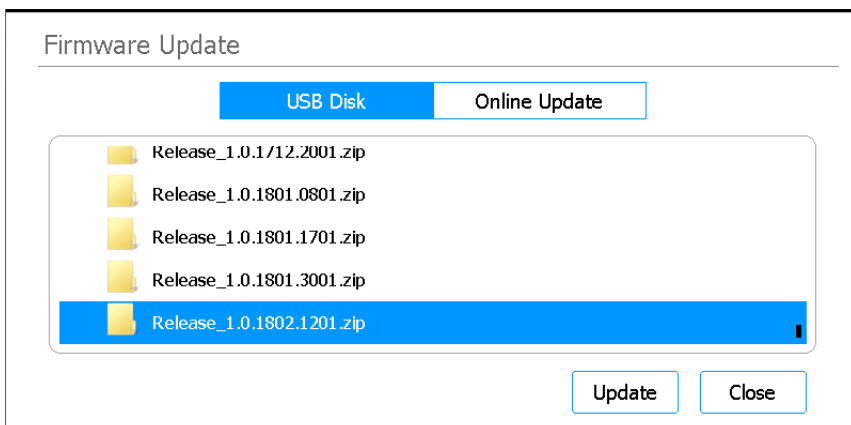 Firmware Update
USB Disk Online Update
Release_1.0.1712.2001.zip
Release_1.0.1801.0801.zip
Release_1.0.1801.1701.zip
Release_1.0.1801.3001.zip
Release_1.0.1802.1201.zip
Update Close